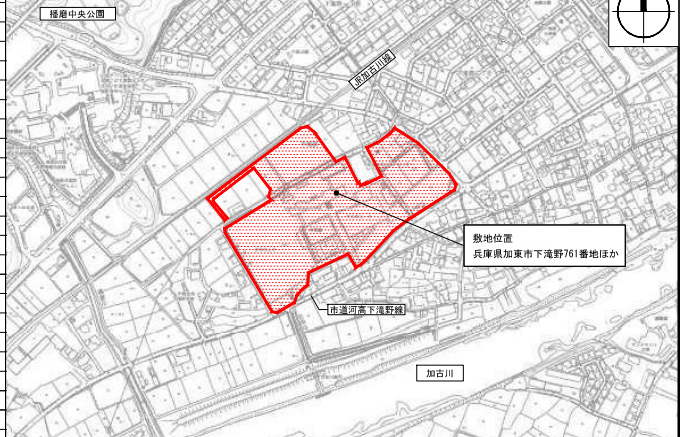 播磨中央公園
JR加古川線
敷地位置
兵庫県加東市下滝野761番地ほか
市道河高下滝野線
加古川